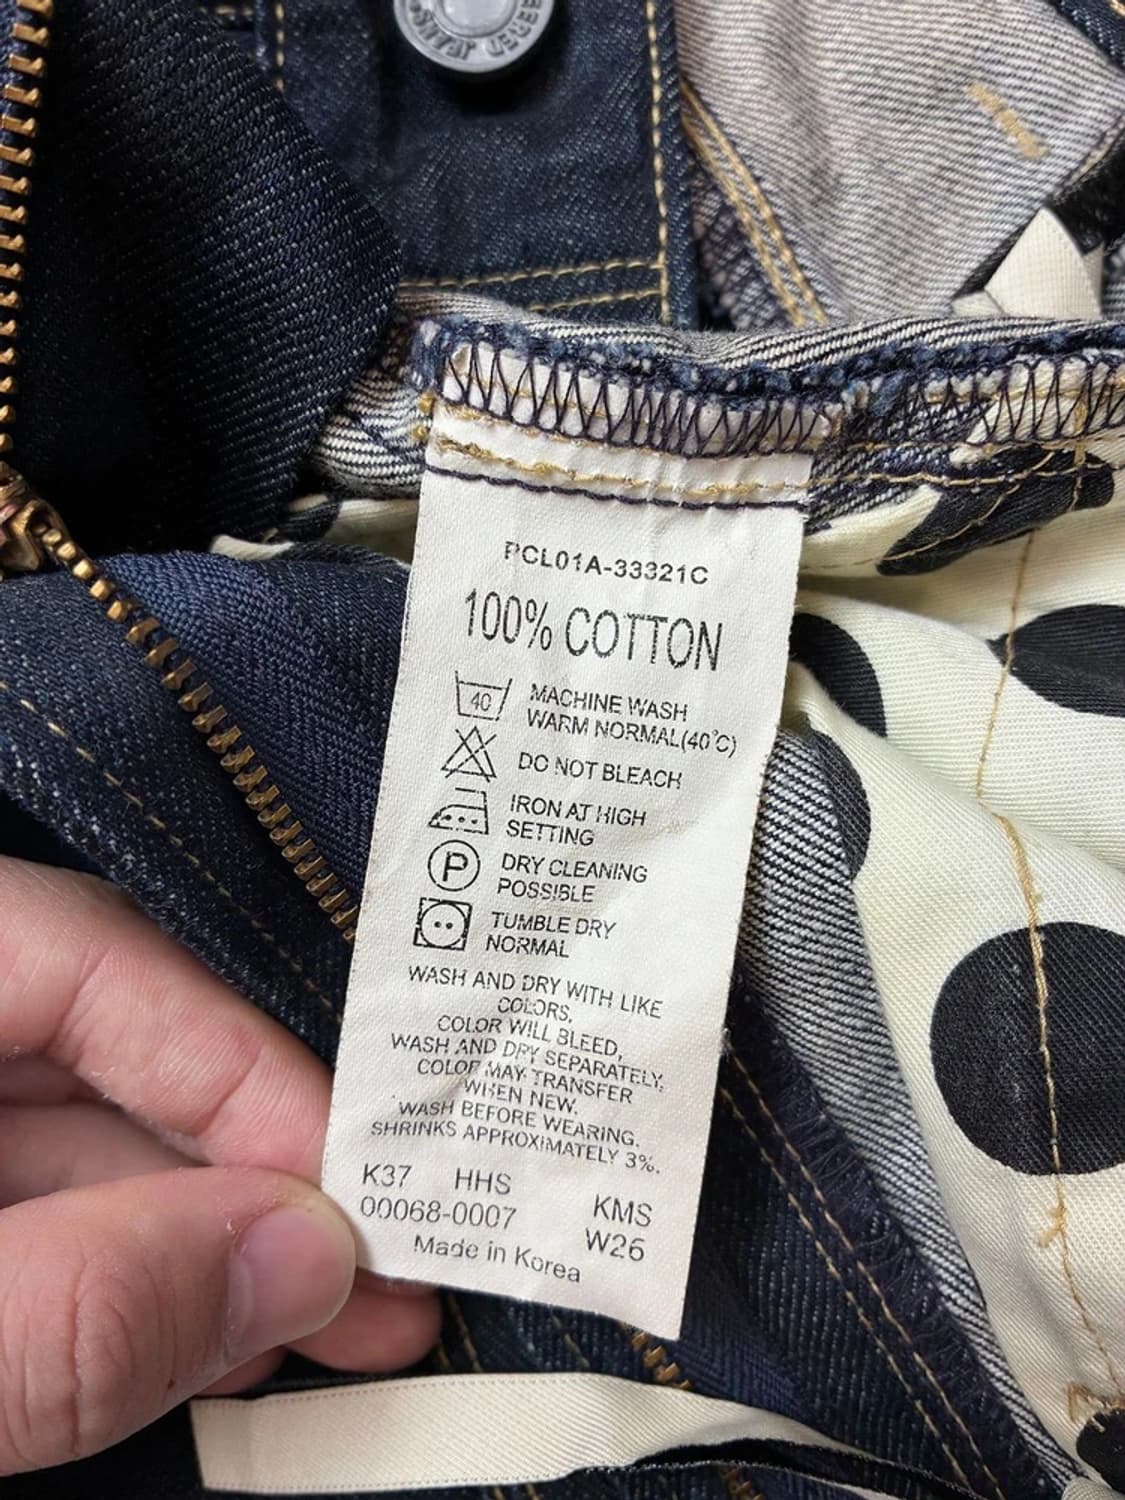 PCL01A-33321C
100% COTTON
40
MACHINE WASH
WARM NORMAL(40°C)
DO NOT BLEACH
IRON AT HIGH
SETTING
P
DRY CLEANING
POSSIBLE
TUMBLE DRY
NORMAL
WASH AND DRY WITH LIKE
COLORS.
COLOR WILL BLEED,
WASH AND DRY SEPARATELY,
COLOR MAY TRANSFER
WHEN NEW.
WASH BEFORE WEARING.
SHRINKS APPROXIMATELY 3%.
K37 HHS
00068-0007
KMS
W26
Made in Korea